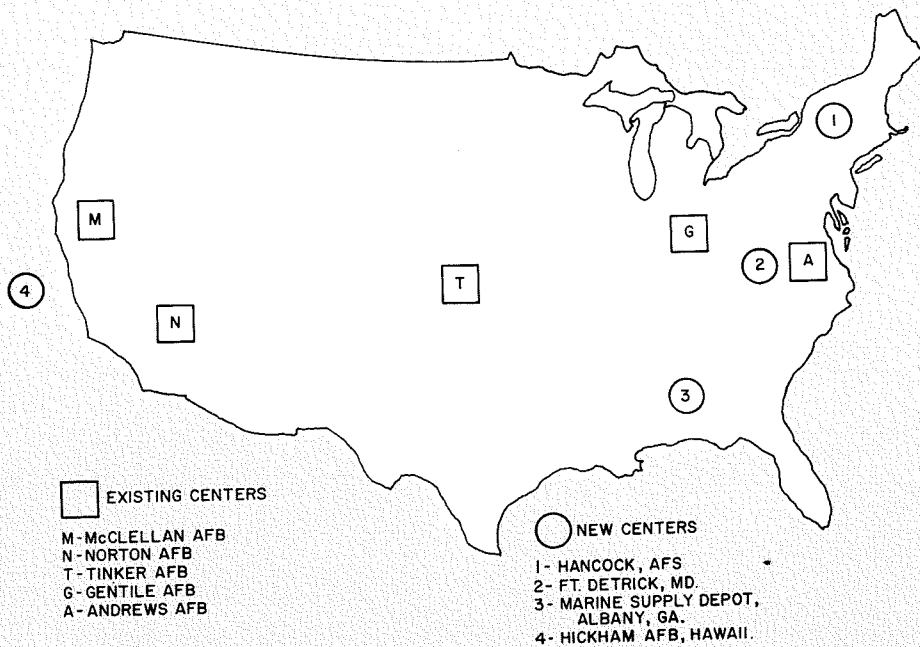 1
M
G
2
A
4
T
N
3
EXISTING CENTERS
M-McCLELLAN AFB
N-NORTON AFB
T-TINKER AFB
G-GENTILE AFB
A-ANDREWS AFB
NEW CENTERS
1- HANCOCK, AFS
2- FT. DETRICK, MD.
3- MARINE SUPPLY DEPOT,
ALBANY, GA.
4- HICKHAM AFB, HAWAII.